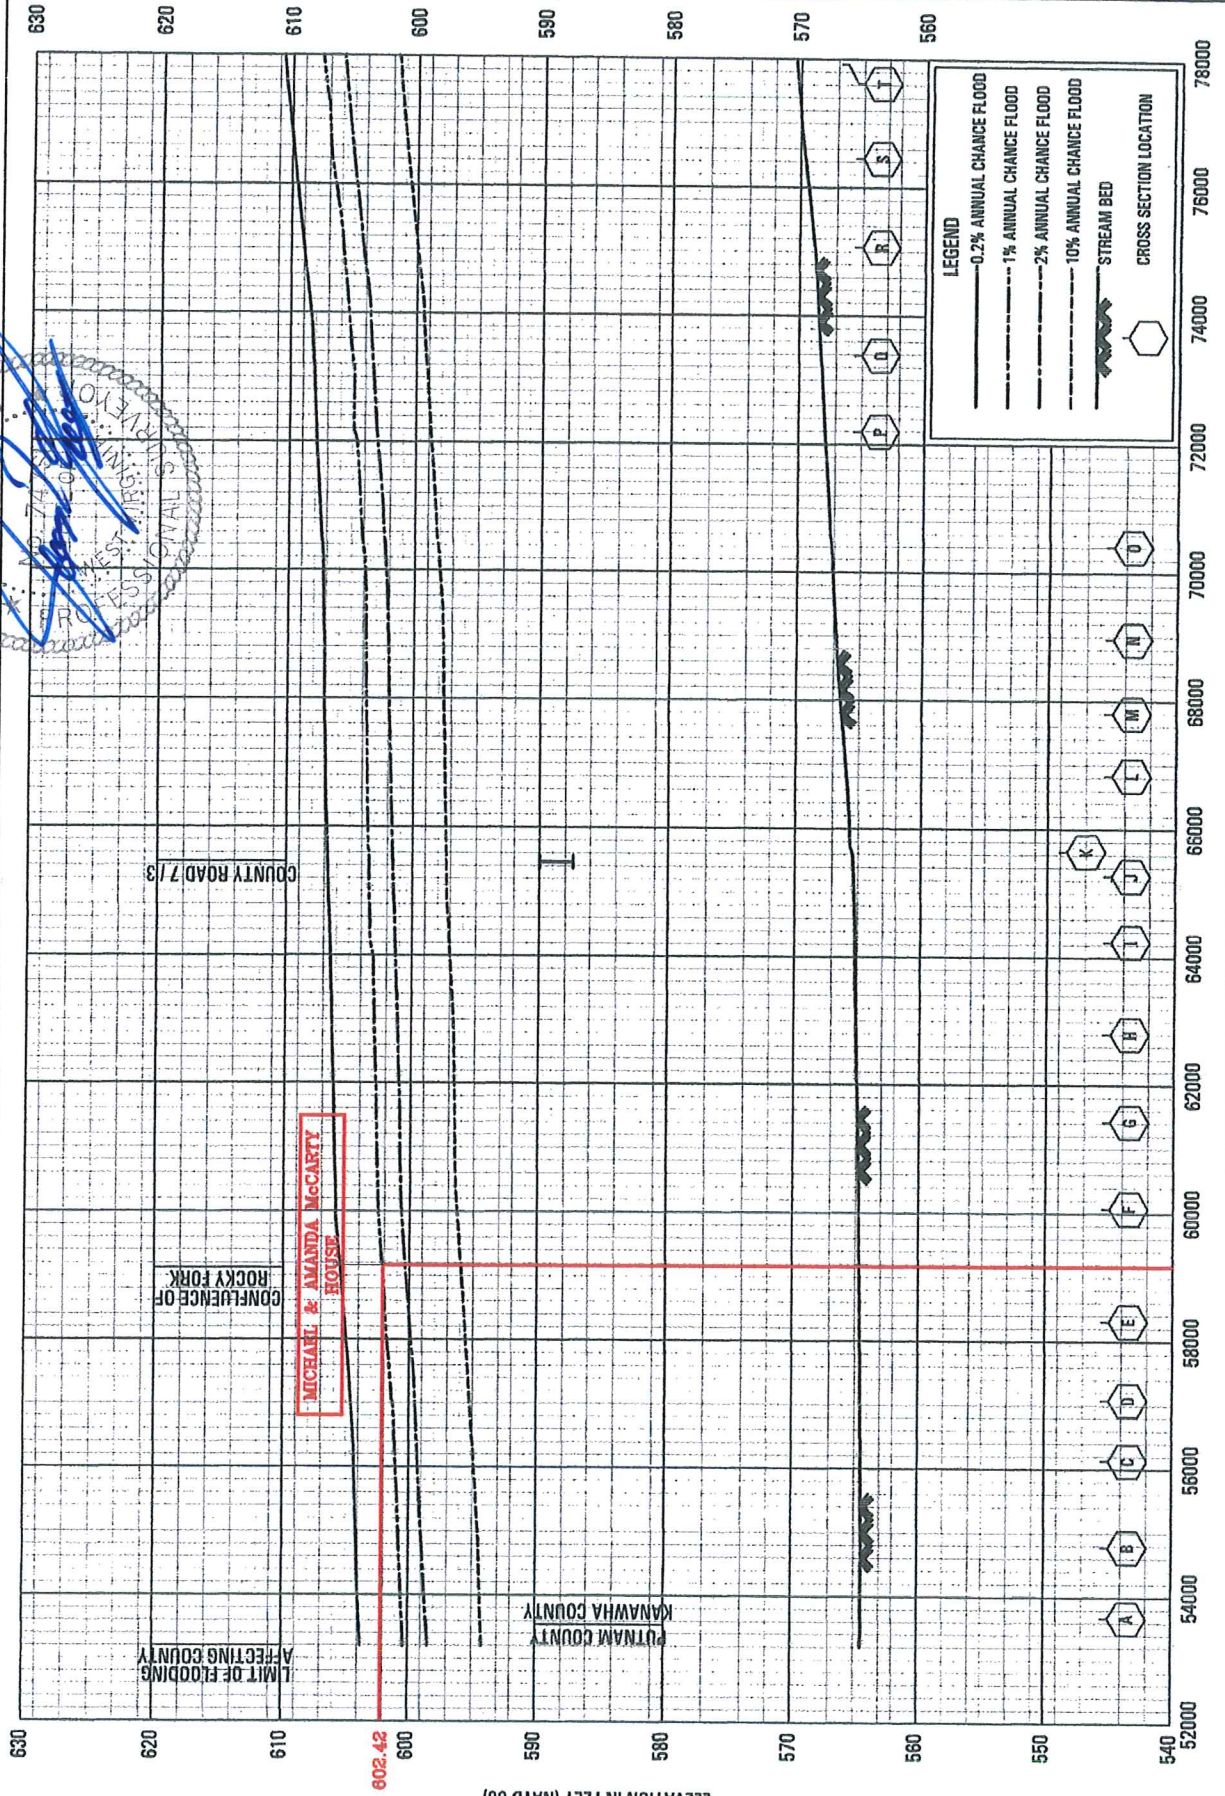 630
620
610
600
590
580
570
560
LIMIT OF FLOODING
AFFECTING COUNTY
CONFLUENCE OF
ROCKY FORK
COUNTY ROAD 7 / 3
PUTNAM COUNTY
KANAWHA COUNTY
MICHAEL & AMANDA McCARTY
HOUSE
602.42
WEST VIRGINIA
PROFESSIONAL SURVEYOR
LEGEND
0.2% ANNUAL CHANCE FLOOD
1% ANNUAL CHANCE FLOOD
2% ANNUAL CHANCE FLOOD
10% ANNUAL CHANCE FLOOD
STREAM BED
CROSS SECTION LOCATION
A
B
C
D
E
F
G
H
I
J
K
L
M
N
O
P
Q
R
S
T
630
620
610
600
590
580
570
560
550
540
52000
54000
56000
58000
60000
62000
64000
66000
68000
70000
72000
74000
76000
78000